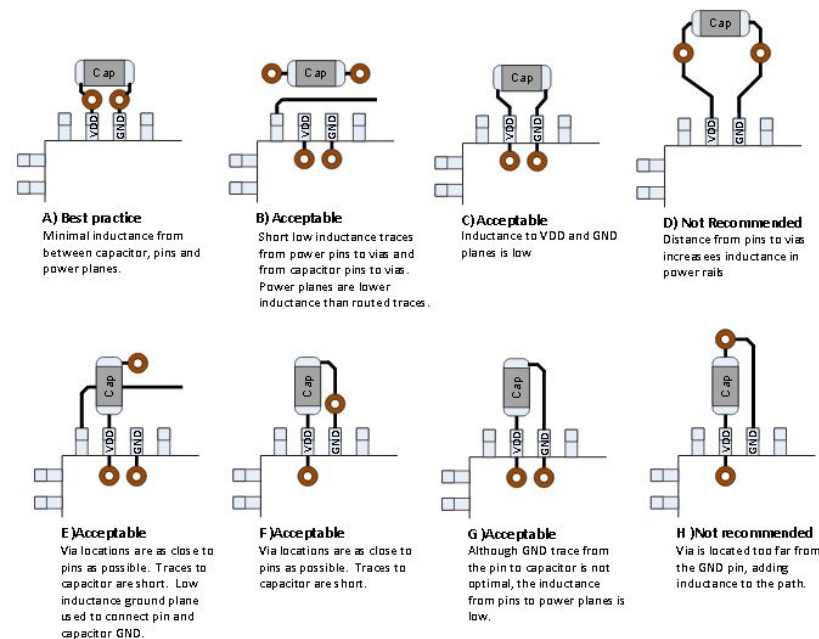 Cap
VDD
GND
A) Best practice
Minimal inductance from
between capacitor, pins and
power planes.
Cap
VDD
GND
B) Acceptable
Short low inductance traces
from power pins to vias and
from capacitor pins to vias.
Power planes are lower
inductance than routed traces.
Cap
VDD
GND
C) Acceptable
Inductance to VDD and GND
planes is low
Cap
VDD
GND
D) Not Recommended
Distance from pins to vias
increasees inductance in
power rails
Cap
VDD
GND
E )Acceptable
Via locations are as close to
pins as possible. Traces to
capacitor are short. Low
inductance ground plane
used to connect pin and
capacitor GND.
Cap
VDD
GND
F )Acceptable
Via locations are as close to
pins as possible. Traces to
capacitor are short.
Cap
VDD
GND
G )Acceptable
Although GND trace from
the pin to capacitor is not
optimal, the inductance
from pins to power planes is
low.
Cap
VDD
GND
H )Not recommended
Via is located too far from
the GND pin, adding
inductance to the path.